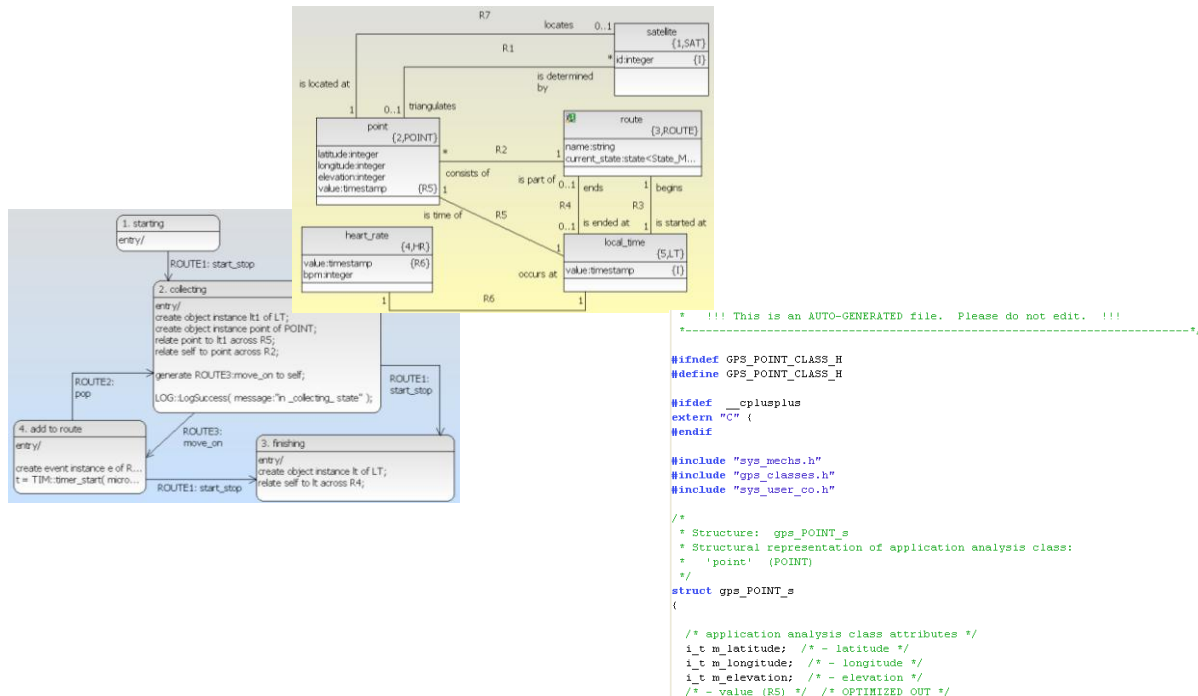 R7
locates 0..1
satelite
{1,SAT}
id:integer {I}
R1
*
is determined
by
is located at
1
0..1 triangulates
point
{2,POINT}
latitude:integer
longitude:integer
elevation:integer
value:timestamp {R5}
route
{3,ROUTE}
name:string
current_state:state<State_M...
*
R2
1
consists of
is part of
1
is time of
R5
0..1 ends
1 begins
R4
R3
0..1 is ended at
1 is started at
1
occurs at
heart_rate
{4,HR}
value:timestamp {R6}
bpm:integer
local_time
{5,LT}
value:timestamp {I}
1
R6
1
1. starting
entry/
ROUTE1: start_stop
2. collecting
entry/
create object instance lt1 of LT;
create object instance point of POINT;
relate point to lt1 across R5;
relate self to point across R2;
generate ROUTE3:move_on to self;
LOG::LogSuccess( message:"in _collecting_ state" );
ROUTE2:
pop
ROUTE1:
start_stop
ROUTE3:
move_on
4. add to route
entry/
create event instance e of R...
t = TIM::timer_start( micro...
ROUTE1: start_stop
3. finishing
entry/
create object instance lt of LT;
relate self to lt across R4;
* !!! This is an AUTO-GENERATED file. Please do not edit. !!!
*---------------------------------------------------------------------------*/
#ifndef GPS_POINT_CLASS_H
#define GPS_POINT_CLASS_H
#ifdef __cplusplus
extern "C" {
#endif
#include "sys_mechs.h"
#include "gps_classes.h"
#include "sys_user_co.h"
/*
* Structure: gps_POINT_s
* Structural representation of application analysis class:
* 'point' (POINT)
*/
struct gps_POINT_s
{
/* application analysis class attributes */
i_t m_latitude; /* - latitude */
i_t m_longitude; /* - longitude */
i_t m_elevation; /* - elevation */
/* - value (R5) */ /* OPTIMIZED OUT */